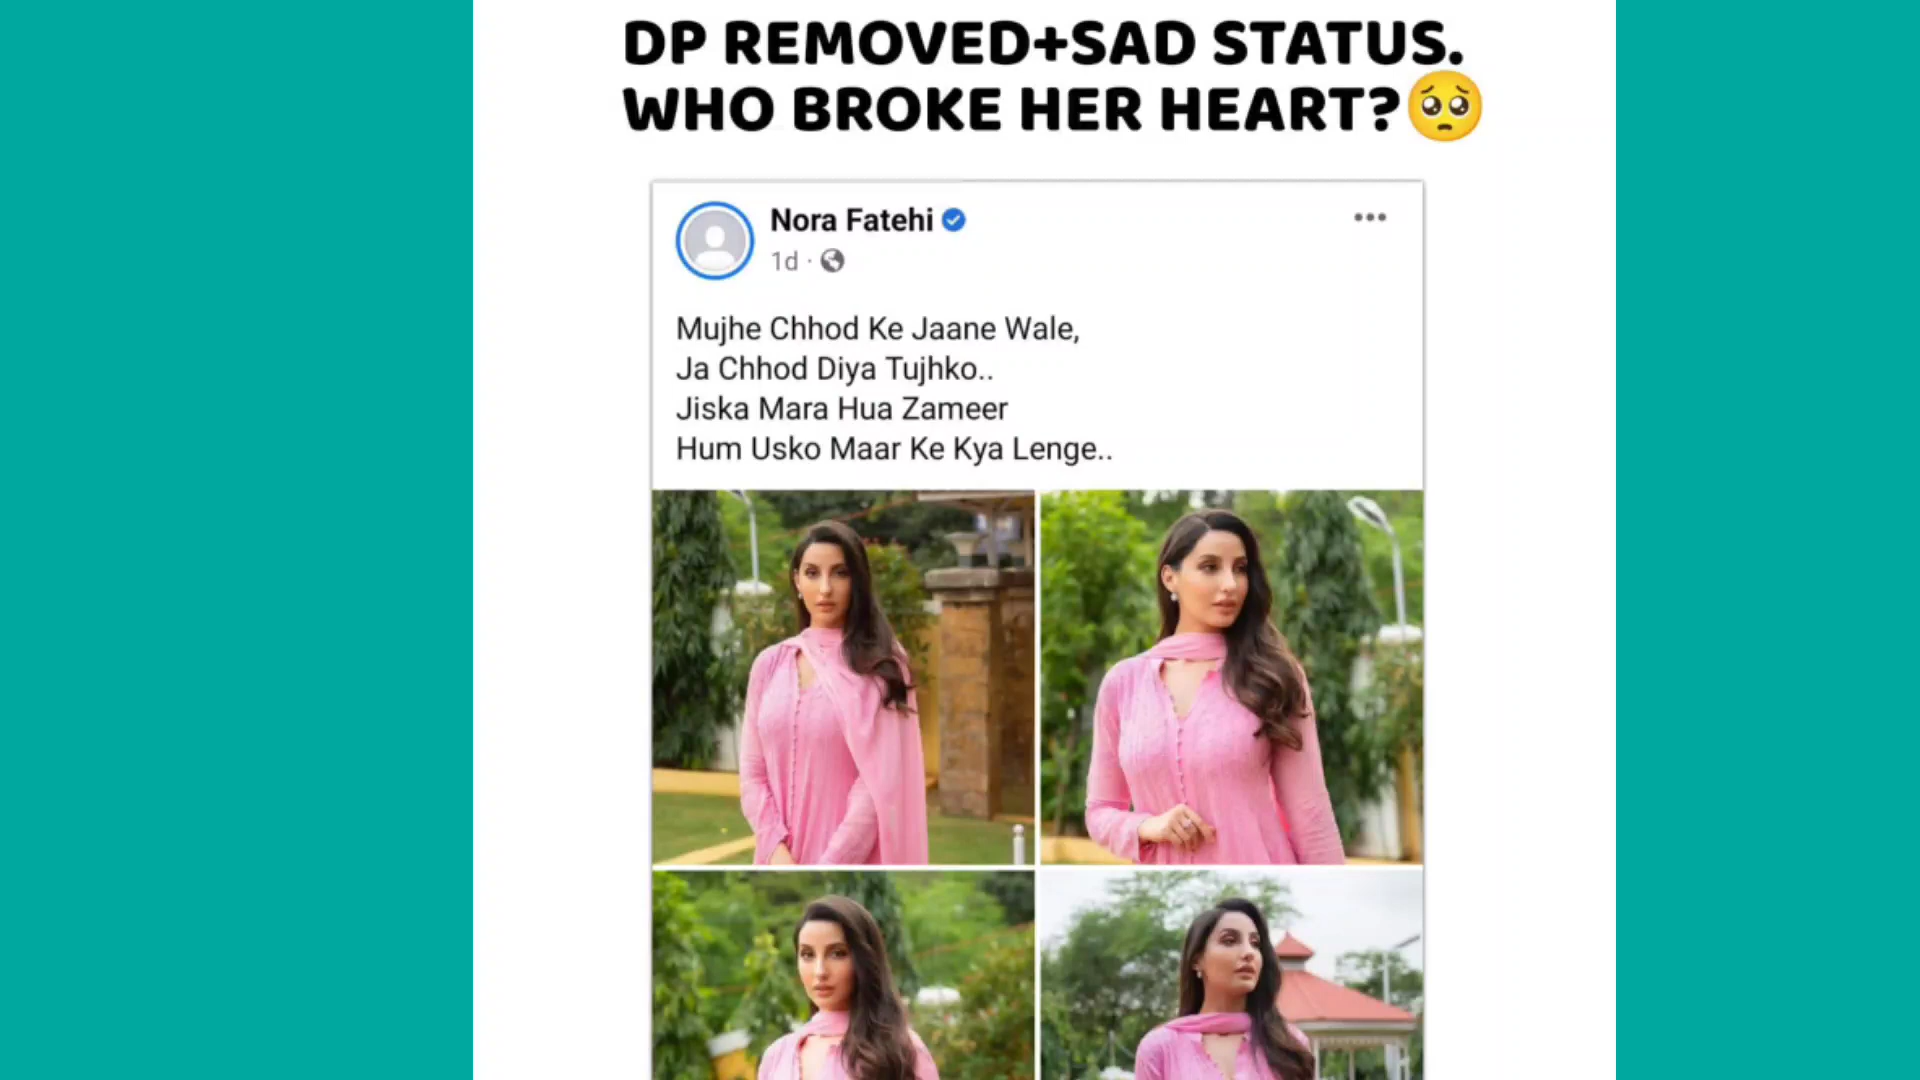 DP REMOVED+SAD STATUS.
WHO BROKE HER HEART?🥺
Nora Fatehi
1d ·
Mujhe Chhod Ke Jaane Wale,
Ja Chhod Diya Tujhko..
Jiska Mara Hua Zameer
Hum Usko Maar Ke Kya Lenge..